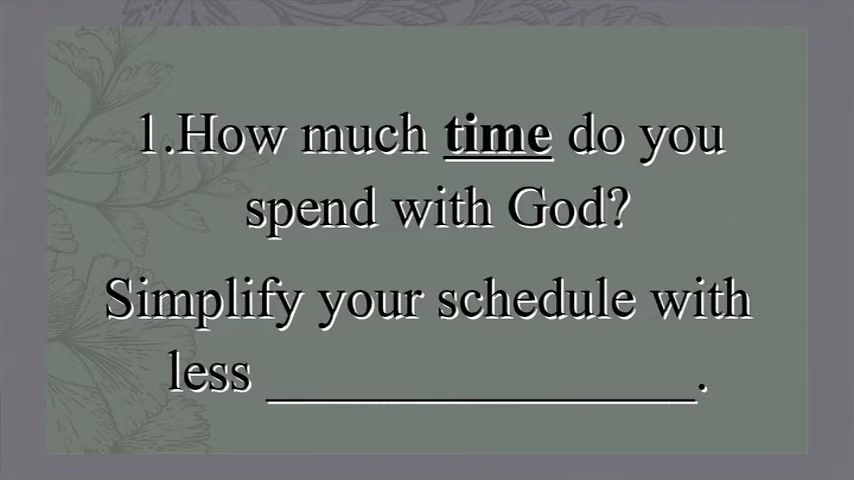 1.How much time do you
spend with God?
Simplify your schedule with
less ________________.